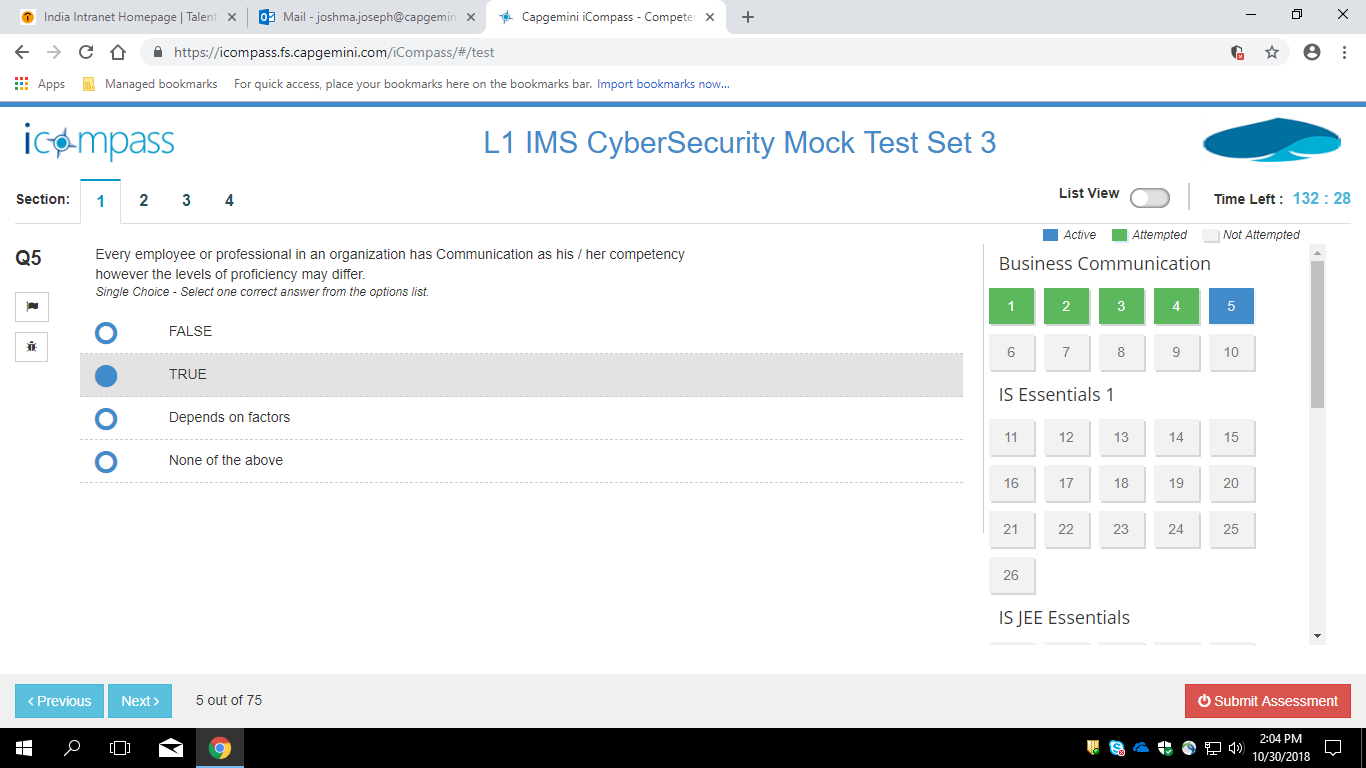 India Intranet Homepage | Talent
Mail - joshma.joseph@capgemin
Capgemini iCompass - Competen
https://icompass.fs.capgemini.com/iCompass/#/test
Apps
Managed bookmarks
For quick access, place your bookmarks here on the bookmarks bar. Import bookmarks now...
icompass
L1 IMS CyberSecurity Mock Test Set 3
Section: 1 2 3 4
List View
Time Left : 132 : 28
Active Attempted Not Attempted
Q5
Every employee or professional in an organization has Communication as his / her competency
however the levels of proficiency may differ.
Single Choice - Select one correct answer from the options list.
FALSE
TRUE
Depends on factors
None of the above
Business Communication
1 2 3 4 5
6 7 8 9 10
IS Essentials 1
11 12 13 14 15
16 17 18 19 20
21 22 23 24 25
26
IS JEE Essentials
‹ Previous
Next ›
5 out of 75
Submit Assessment
2:04 PM
10/30/2018